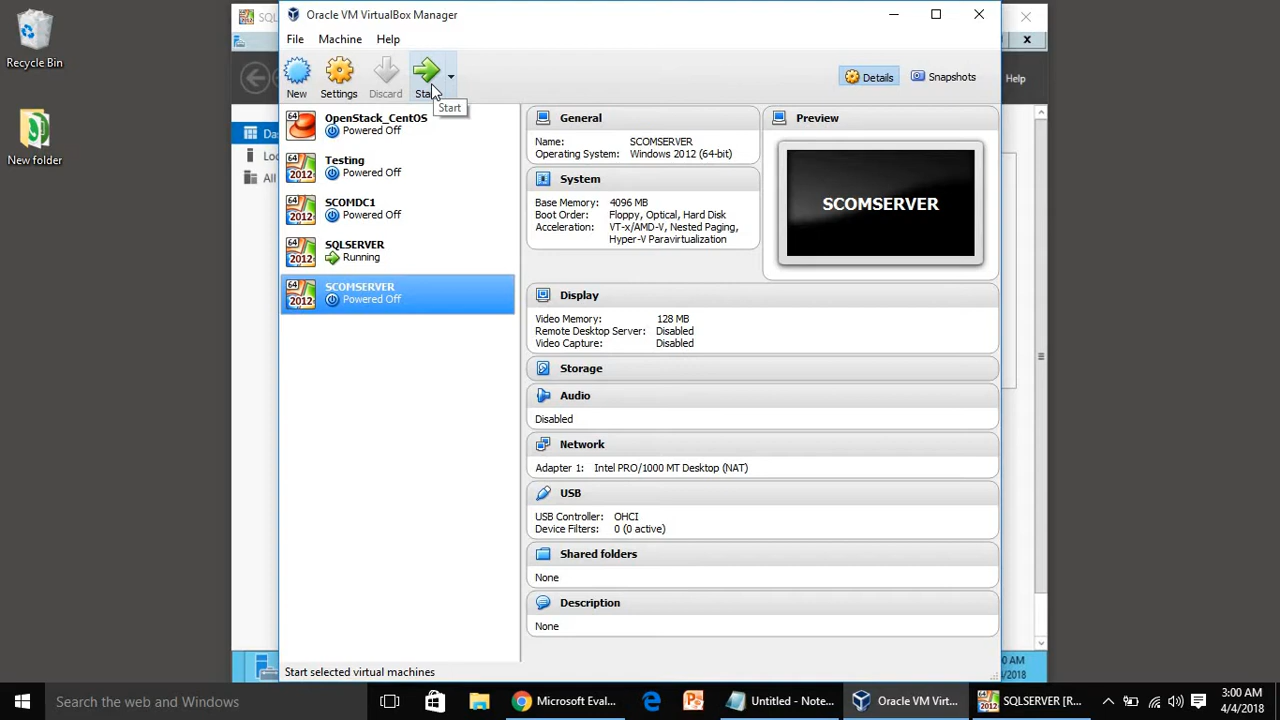 Recycle Bin
New folder
SQL
Oracle VM VirtualBox Manager
File Machine Help
New
Settings
Discard
Start
Details
Snapshots
Help
OpenStack_CentOS
Powered Off
Testing
Powered Off
SCOMDC1
Powered Off
SQLSERVER
Running
SCOMSERVER
Powered Off
64
2012
General
Name: SCOMSERVER
Operating System: Windows 2012 (64-bit)
System
Base Memory: 4096 MB
Boot Order: Floppy, Optical, Hard Disk
Acceleration: VT-x/AMD-V, Nested Paging,
Hyper-V Paravirtualization
Preview
SCOMSERVER
Display
Video Memory: 128 MB
Remote Desktop Server: Disabled
Video Capture: Disabled
Storage
Audio
Disabled
Network
Adapter 1: Intel PRO/1000 MT Desktop (NAT)
USB
USB Controller: OHCI
Device Filters: 0 (0 active)
Shared folders
None
Description
None
Start selected virtual machines
Search the web and Windows
Microsoft Eval...
Untitled - Note...
Oracle VM Virt...
SQLSERVER [R...
3:00 AM
4/4/2018